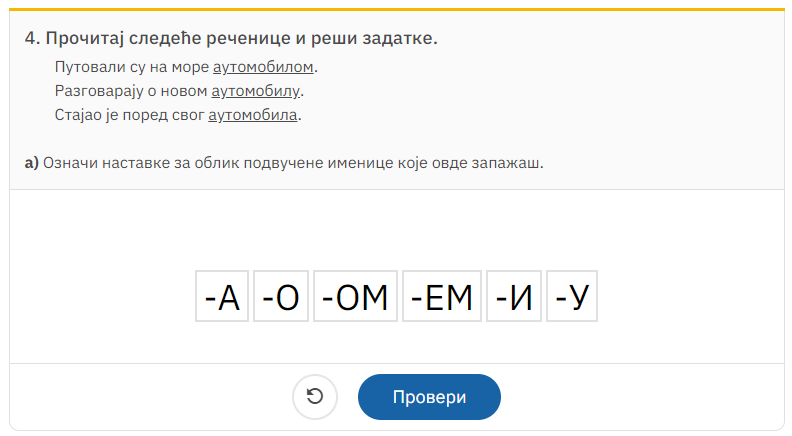 4. Прочитај следеће реченице и реши задатке.
Путовали су на море аутомобилом.
Разговарају о новом аутомобилу.
Стајао је поред свог аутомобила.
а) Означи наставке за облик подвучене именице које овде запажаш.
-А -О -ОМ -ЕМ -И -У
Провери